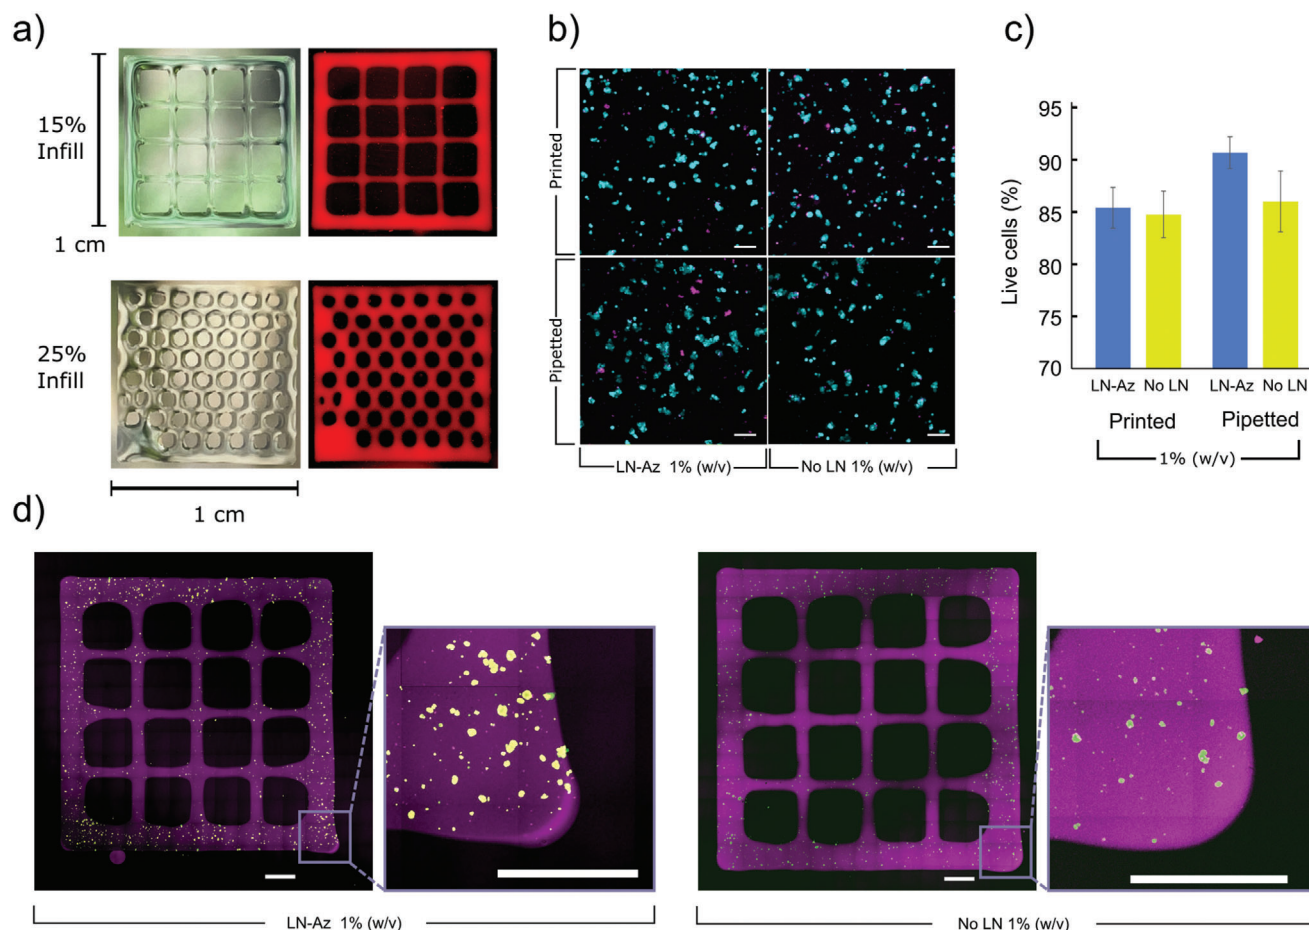 a)
15%
Infill
1 cm
25%
Infill
1 cm
b)
Printed
Pipetted
LN-Az 1% (w/v)
No LN 1% (w/v)
c)
Live cells (%)
95
90
85
80
75
70
LN-Az No LN LN-Az No LN
Printed Pipetted
1% (w/v)
d)
LN-Az 1% (w/v)
No LN 1% (w/v)